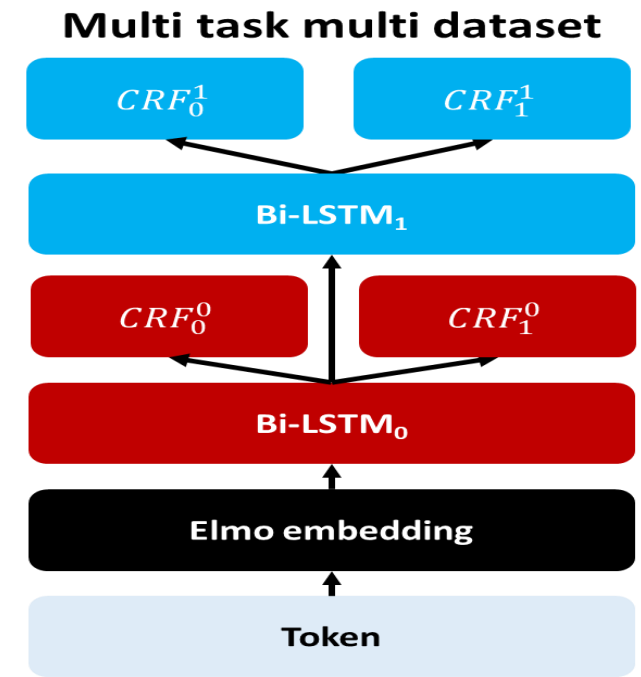 Multi task multi dataset
CRF₀¹ CRF₁¹
Bi-LSTM₁
CRF₀⁰ CRF₁⁰
Bi-LSTM₀
Elmo embedding
Token